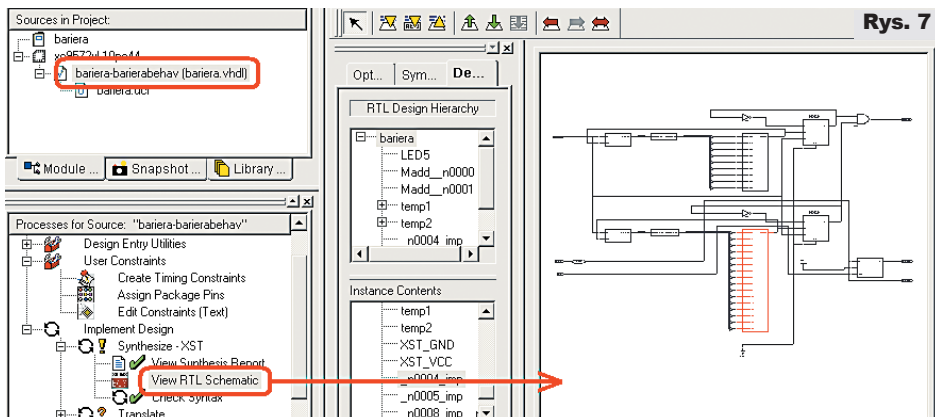 Sources in Project:
bariera
xc9572xl-10pc44
bariera-barierabehav (bariera.vhdl)
bariera.ucf
Module ...
Snapshot...
Library ...
Processes for Source: "bariera-barierabehav"
Design Entry Utilities
User Constraints
Create Timing Constraints
Assign Package Pins
Edit Constraints (Text)
Implement Design
Synthesize - XST
View Synthesis Report
View RTL Schematic
Check Syntax
Translate
Opt...
Sym...
De...
RTL Design Hierarchy
bariera
LED5
Madd__n0000
Madd__n0001
temp1
temp2
_n0004_imp
Instance Contents
temp1
temp2
XST_GND
XST_VCC
_n0004_imp
_n0005_imp
_n0008_imp
Rys. 7